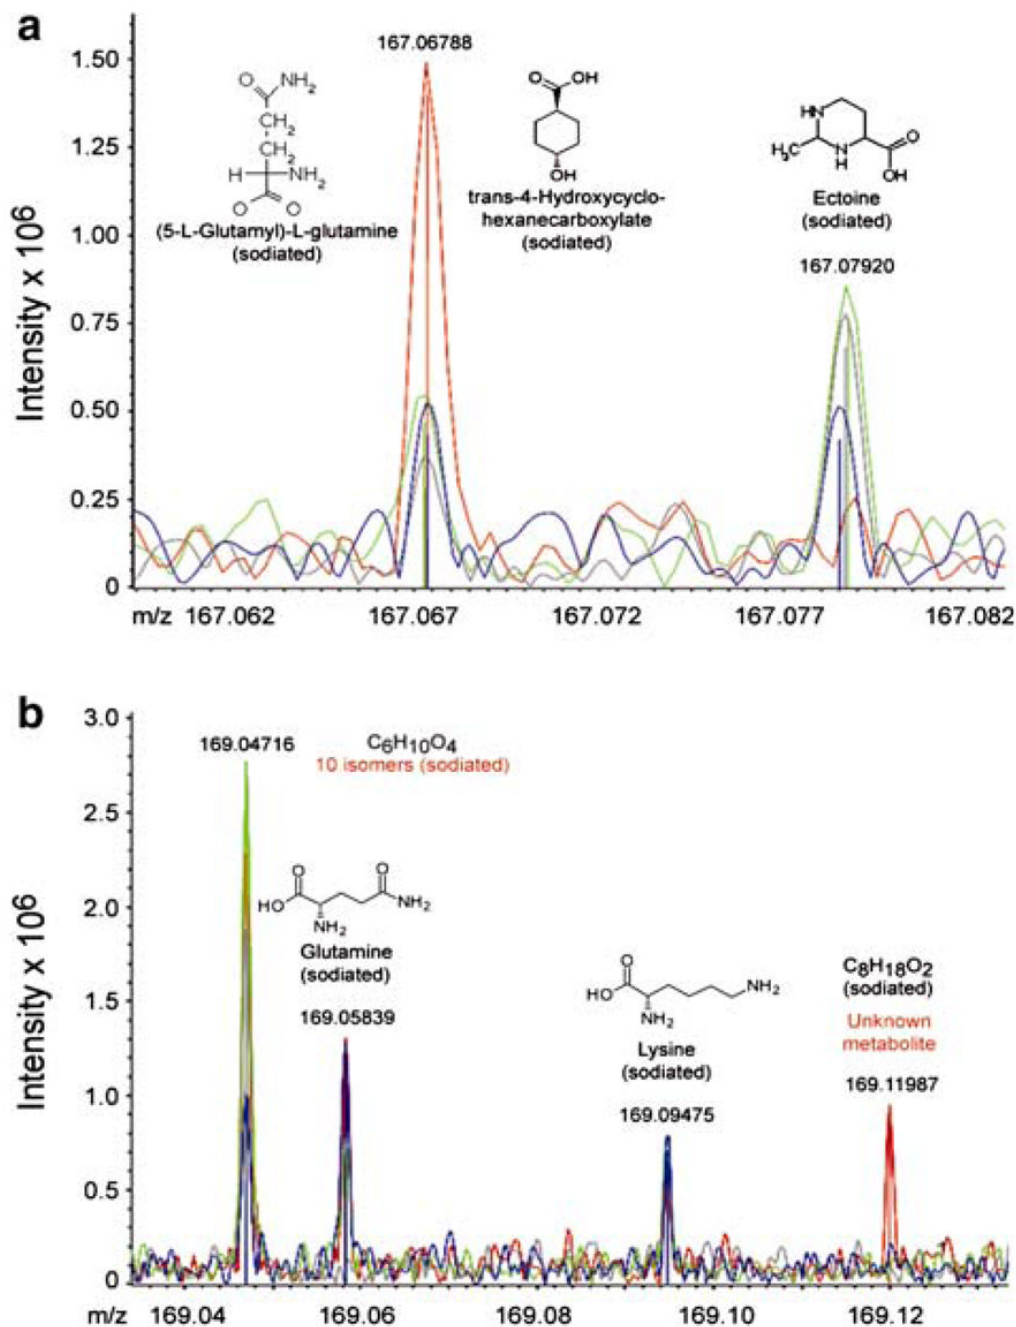 a
Intensity x 10⁶
1.50
1.25
1.00
0.75
0.50
0.25
0
167.06788
O NH₂
CH₂
CH₂
H NH₂
O O
(5-L-Glutamyl)-L-glutamine
(sodiated)
O OH
OH
trans-4-Hydroxycyclo-
hexanecarboxylate
(sodiated)
HN
H₃C N O
H
OH
Ectoine
(sodiated)
167.07920
m/z 167.062 167.067 167.072 167.077 167.082
b
Intensity x 10⁶
3.0
2.5
2.0
1.5
1.0
0.5
0
169.04716
C₆H₁₀O₄
10 isomers (sodiated)
O O
HO NH₂
NH₂
Glutamine
(sodiated)
169.05839
O
HO NH₂
NH₂
Lysine
(sodiated)
169.09475
C₈H₁₈O₂
(sodiated)
Unknown
metabolite
169.11987
m/z 169.04 169.06 169.08 169.10 169.12